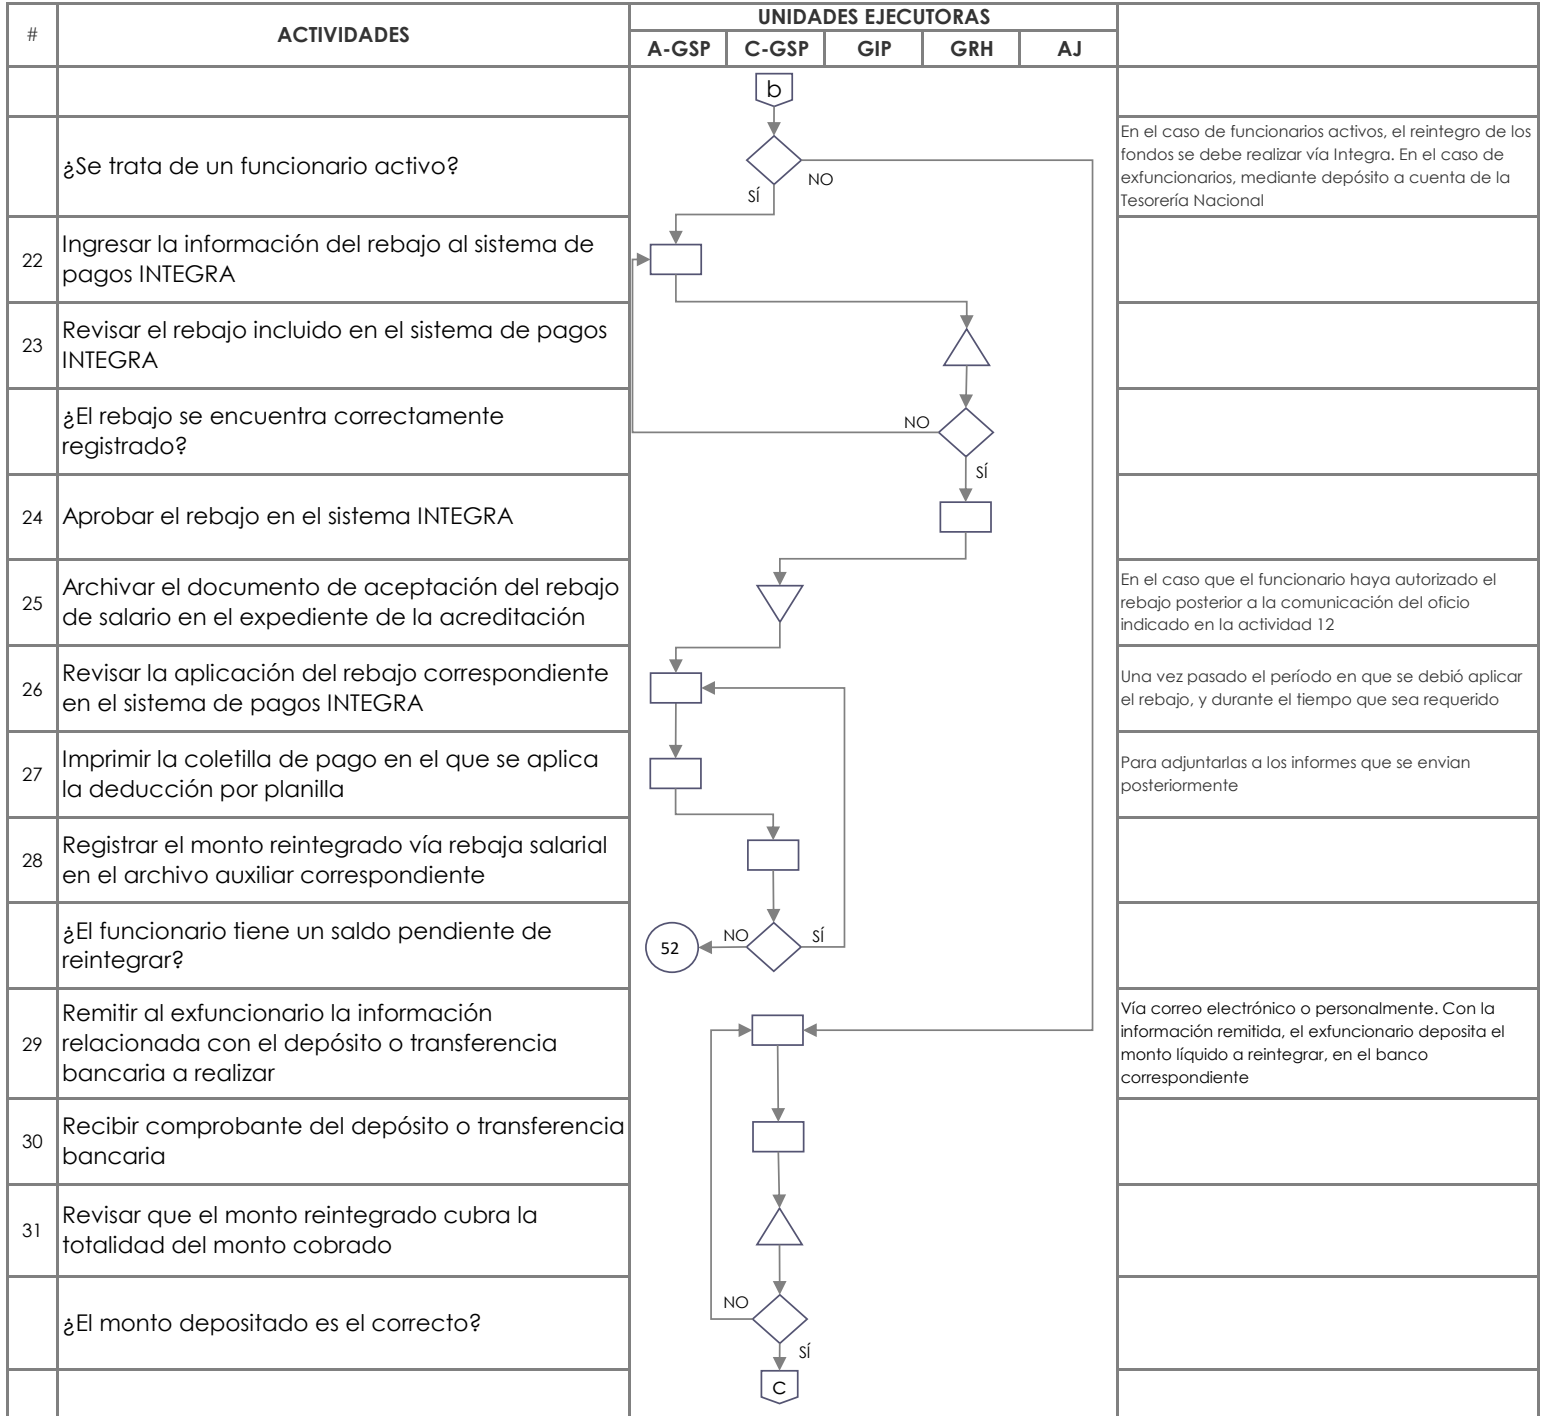 #
ACTIVIDADES
UNIDADES EJECUTORAS
A-GSP
C-GSP
GIP
GRH
AJ
b
¿Se trata de un funcionario activo?
NO
SÍ
En el caso de funcionarios activos, el reintegro de los
fondos se debe realizar vía Integra. En el caso de
exfuncionarios, mediante depósito a cuenta de la
Tesorería Nacional
22
Ingresar la información del rebajo al sistema de
pagos INTEGRA
23
Revisar el rebajo incluido en el sistema de pagos
INTEGRA
¿El rebajo se encuentra correctamente
registrado?
NO
SÍ
24
Aprobar el rebajo en el sistema INTEGRA
25
Archivar el documento de aceptación del rebajo
de salario en el expediente de la acreditación
En el caso que el funcionario haya autorizado el
rebajo posterior a la comunicación del oficio
indicado en la actividad 12
26
Revisar la aplicación del rebajo correspondiente
en el sistema de pagos INTEGRA
Una vez pasado el período en que se debió aplicar
el rebajo, y durante el tiempo que sea requerido
27
Imprimir la coletilla de pago en el que se aplica
la deducción por planilla
Para adjuntarlas a los informes que se envian
posteriormente
28
Registrar el monto reintegrado vía rebaja salarial
en el archivo auxiliar correspondiente
¿El funcionario tiene un saldo pendiente de
reintegrar?
52
NO
SÍ
29
Remitir al exfuncionario la información
relacionada con el depósito o transferencia
bancaria a realizar
Vía correo electrónico o personalmente. Con la
información remitida, el exfuncionario deposita el
monto líquido a reintegrar, en el banco
correspondiente
30
Recibir comprobante del depósito o transferencia
bancaria
31
Revisar que el monto reintegrado cubra la
totalidad del monto cobrado
¿El monto depositado es el correcto?
NO
SÍ
c